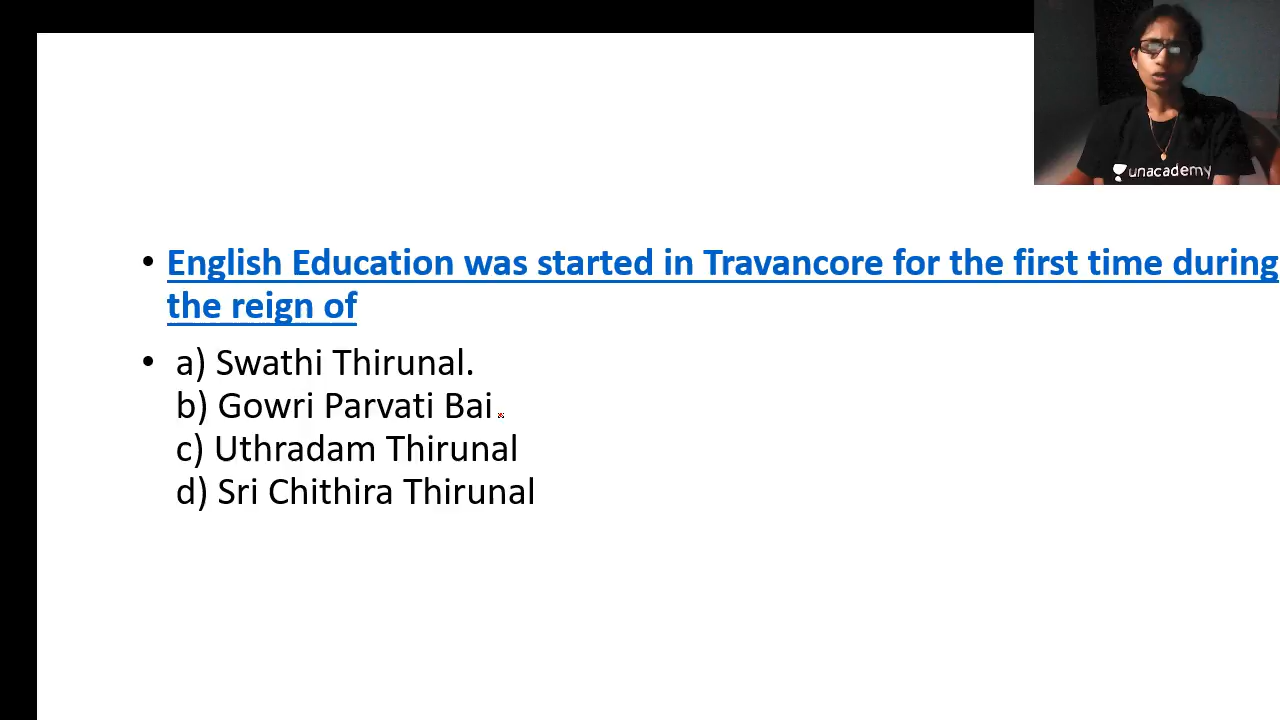 unacademy
• English Education was started in Travancore for the first time during
the reign of
• a) Swathi Thirunal.
b) Gowri Parvati Bai
c) Uthradam Thirunal
d) Sri Chithira Thirunal